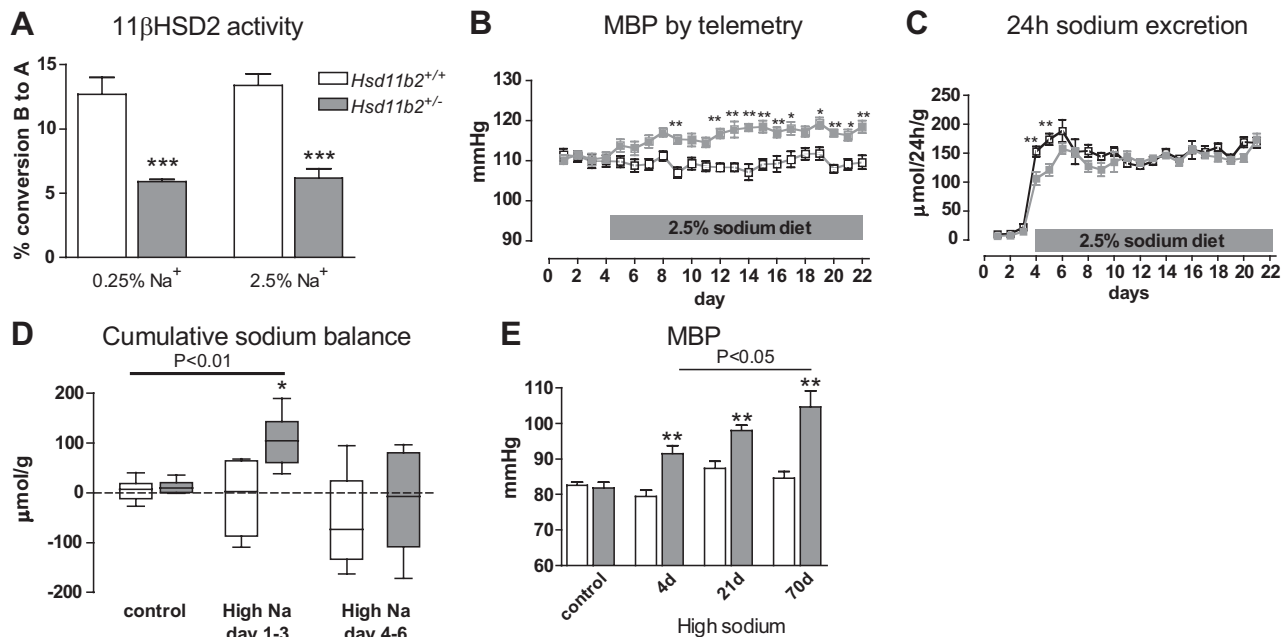 A
11βHSD2 activity
% conversion B to A
15
10
5
0
Hsd11b2+/+
Hsd11b2+/-
***
***
0.25% Na+
2.5% Na+
B
MBP by telemetry
mmHg
130
120
110
100
90
** ** ** ** ** ** * * ** * **
2.5% sodium diet
0 2 4 6 8 10 12 14 16 18 20 22
day
C
24h sodium excretion
μmol/24h/g
250
200
150
100
50
0
** **
2.5% sodium diet
0 2 4 6 8 10 12 14 16 18 20 22
days
D
Cumulative sodium balance
P<0.01
*
μmol/g
200
100
0
-100
-200
control
High Na
day 1-3
High Na
day 4-6
E
MBP
P<0.05
mmHg
110
100
90
80
70
60
**
**
**
control
4d
21d
70d
High sodium